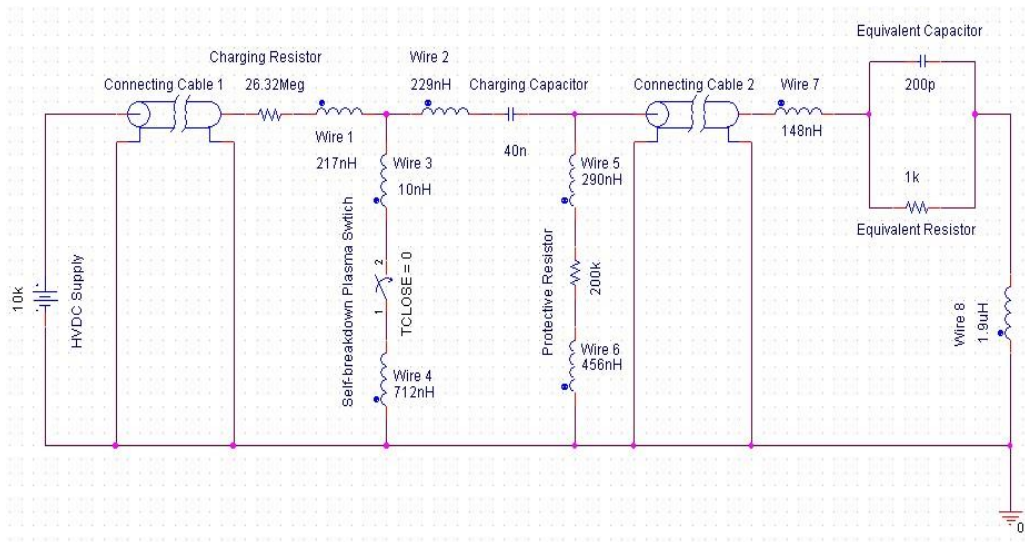 Equivalent Capacitor
Charging Resistor
Wire 2
Connecting Cable 1
26.32Meg
229nH
Charging Capacitor
Connecting Cable 2
Wire 7
200p
Wire 1
217nH
40n
148nH
Wire 3
10nH
Wire 5
290nH
1k
Equivalent Resistor
10k
HVDC Supply
Self-breakdown Plasma Swtich
2
1
TCLOSE = 0
Protective Resistor
200k
Wire 8
1.9uH
Wire 4
712nH
Wire 6
456nH
0